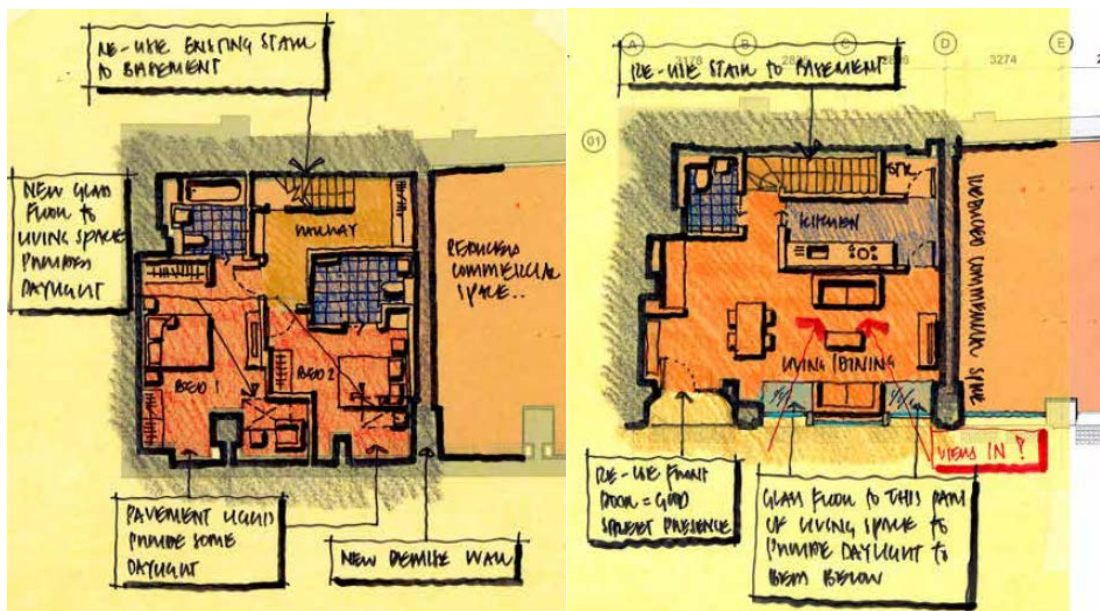 RE-USE EXISTING STAIR
TO BASEMENT
NEW GLASS
FLOOR TO
LIVING SPACE
PROVIDES
DAYLIGHT
HALLWAY
REDUCED
COMMERCIAL
SPACE..
BED 1
BED 2
PAVEMENT LIGHTS
PROVIDE SOME
DAYLIGHT
NEW DEMISE WALL
A
B
C
D
E
3178
3274
RE-USE STAIR TO BASEMENT
01
STR.
KITCHEN
REDUCED COMMERCIAL SPACE
LIVING / DINING
VIEWS IN ?
RE-USE FRONT
DOOR = GOOD
STREET PRESENCE
GLASS FLOOR TO THIS PART
OF LIVING SPACE TO
PROVIDE DAYLIGHT TO
BEDS BELOW